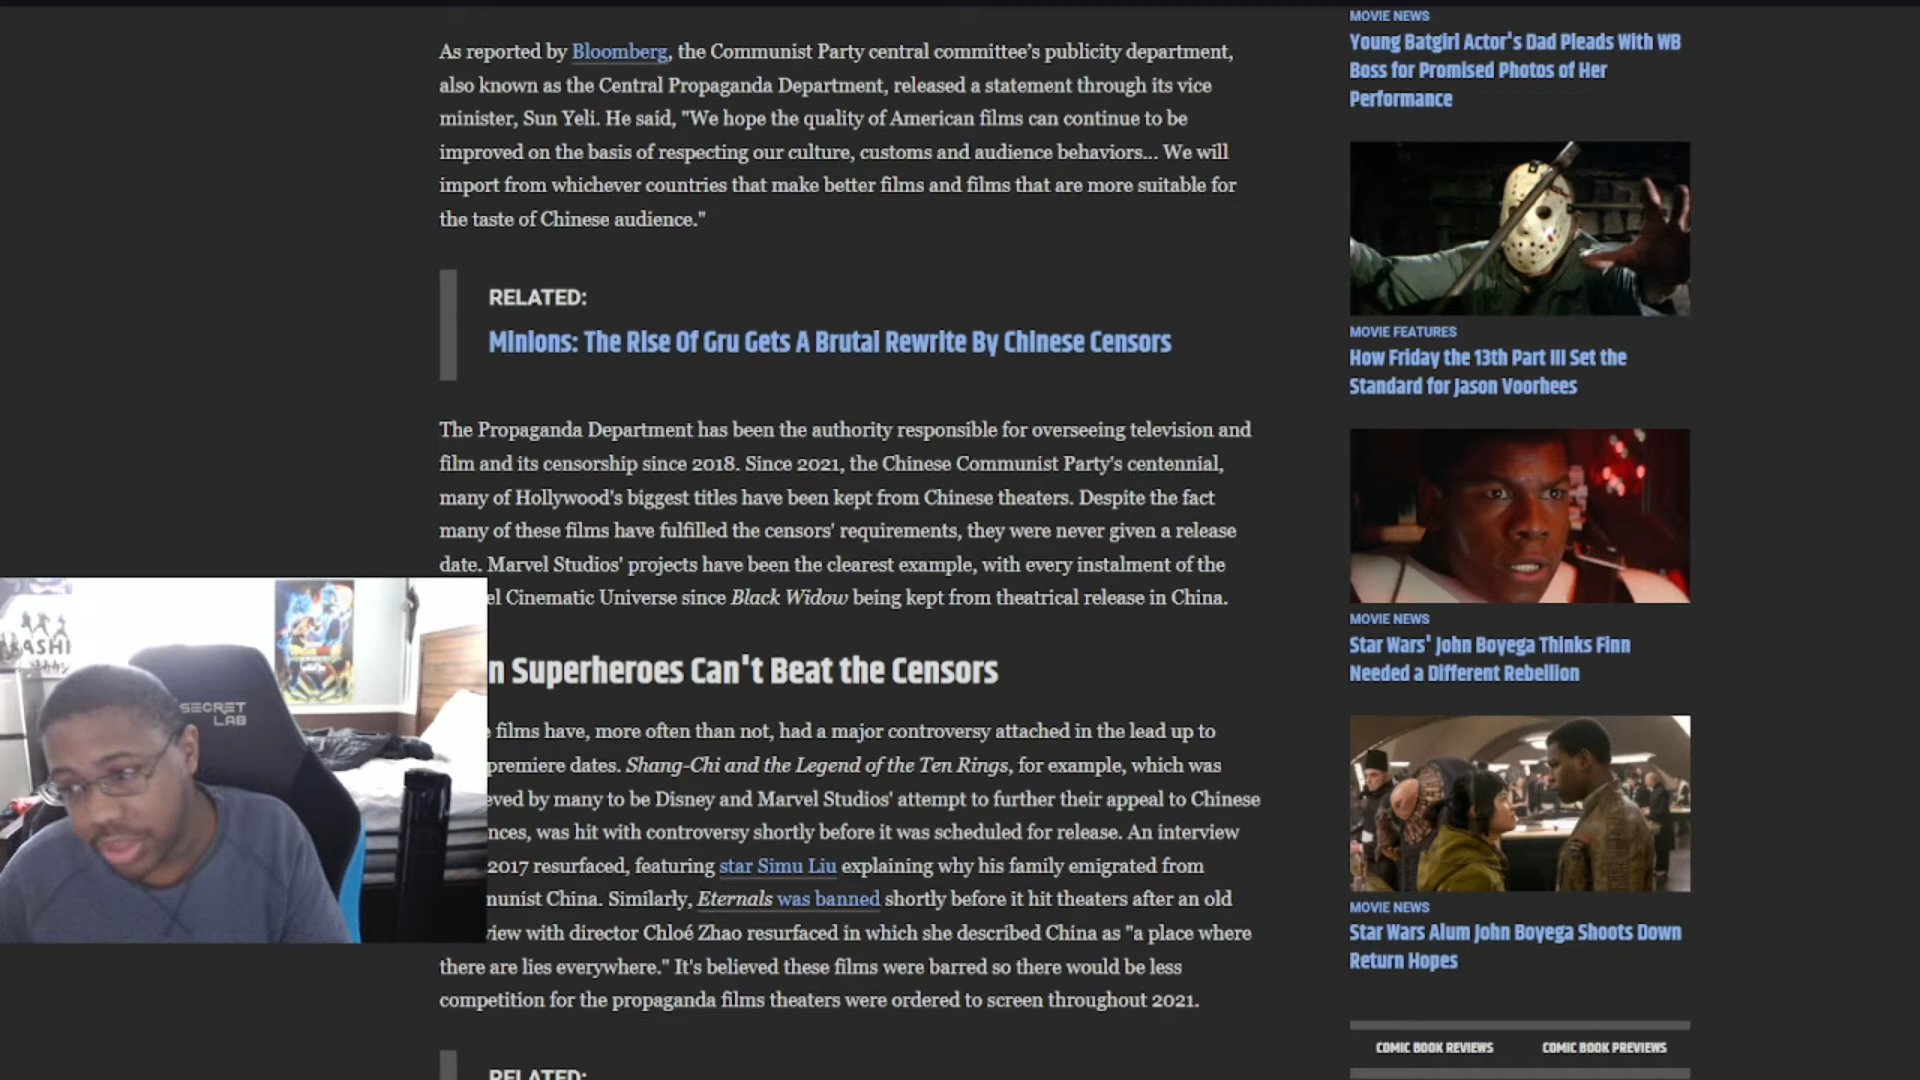 As reported by Bloomberg, the Communist Party central committee's publicity department,
also known as the Central Propaganda Department, released a statement through its vice
minister, Sun Yeli. He said, "We hope the quality of American films can continue to be
improved on the basis of respecting our culture, customs and audience behaviors... We will
import from whichever countries that make better films and films that are more suitable for
the taste of Chinese audience."
RELATED:
Minions: The Rise Of Gru Gets A Brutal Rewrite By Chinese Censors
The Propaganda Department has been the authority responsible for overseeing television and
film and its censorship since 2018. Since 2021, the Chinese Communist Party's centennial,
many of Hollywood's biggest titles have been kept from Chinese theaters. Despite the fact
many of these films have fulfilled the censors' requirements, they were never given a release
date. Marvel Studios' projects have been the clearest example, with every instalment of the
el Cinematic Universe since Black Widow being kept from theatrical release in China.
n Superheroes Can't Beat the Censors
films have, more often than not, had a major controversy attached in the lead up to
premiere dates. Shang-Chi and the Legend of the Ten Rings, for example, which was
eved by many to be Disney and Marvel Studios' attempt to further their appeal to Chinese
nces, was hit with controversy shortly before it was scheduled for release. An interview
2017 resurfaced, featuring star Simu Liu explaining why his family emigrated from
munist China. Similarly, Eternals was banned shortly before it hit theaters after an old
view with director Chloé Zhao resurfaced in which she described China as "a place where
there are lies everywhere." It's believed these films were barred so there would be less
competition for the propaganda films theaters were ordered to screen throughout 2021.
RELATED:
MOVIE NEWS
Young Batgirl Actor's Dad Pleads With WB
Boss for Promised Photos of Her
Performance
MOVIE FEATURES
How Friday the 13th Part III Set the
Standard for Jason Voorhees
MOVIE NEWS
Star Wars' John Boyega Thinks Finn
Needed a Different Rebellion
MOVIE NEWS
Star Wars Alum John Boyega Shoots Down
Return Hopes
COMIC BOOK REVIEWS
COMIC BOOK PREVIEWS
SECRET
LAB
ASHI